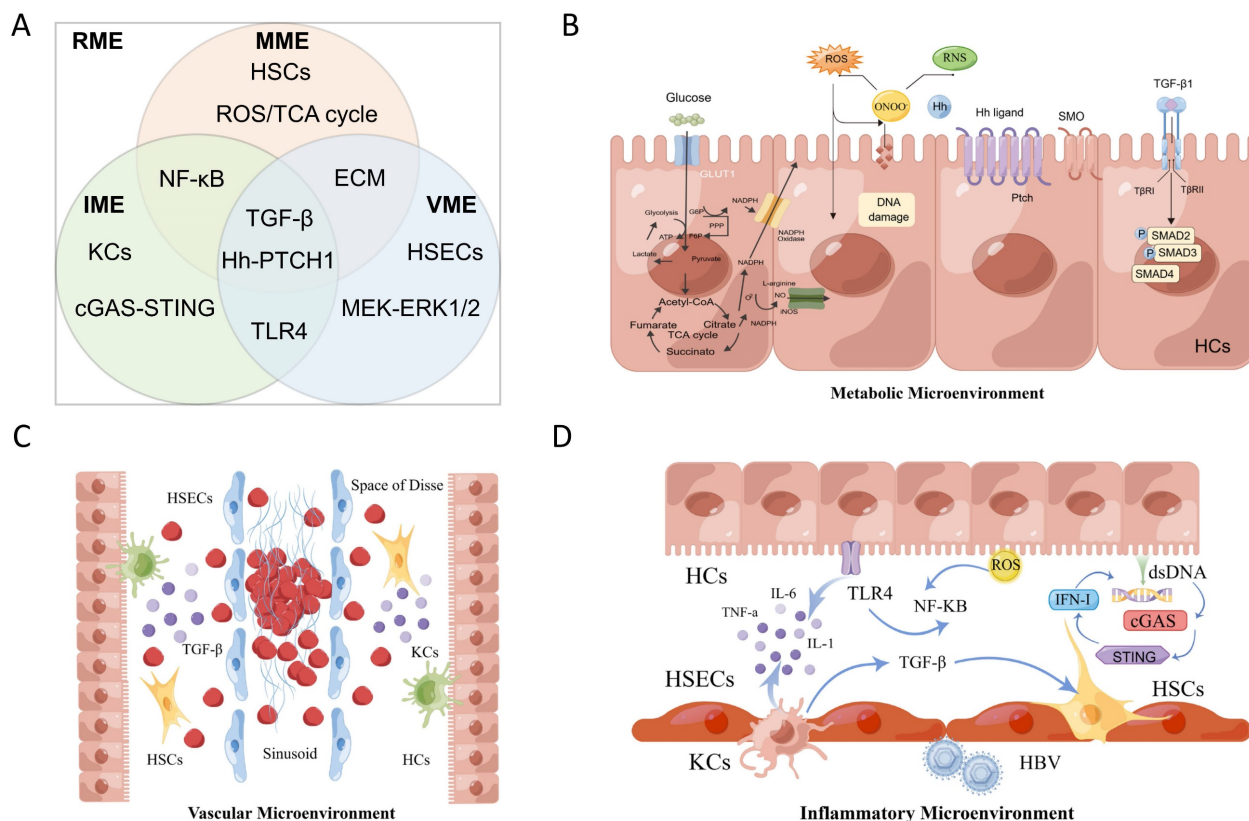 A
RME
MME
HSCs
ROS/TCA cycle
NF-κB
ECM
IME
VME
TGF-β
KCs
HSECs
Hh-PTCH1
cGAS-STING
MEK-ERK1/2
TLR4
B
ROS
RNS
ONOO-
Hh
Glucose
Hh ligand
SMO
TGF-β1
GLUT1
Ptch
TβRI
TβRII
DNA
damage
Glycolysis
G6P
NADPH
PPP
ATP
F6P
NADPH
Oxidase
Lactate
Pyruvate
NADPH
P
SMAD2
P
SMAD3
SMAD4
L-arginine
Acetyl-CoA
NO
iNOS
Fumarate
Citrate
NADPH
TCA cycle
Succinato
HCs
Metabolic Microenvironment
C
HSECs
Space of Disse
TGF-β
KCs
HSCs
Sinusoid
HCs
Vascular Microenvironment
D
HCs
TLR4
ROS
dsDNA
IL-6
TNF-a
IL-1
NF-KB
IFN-I
cGAS
STING
HSECs
TGF-β
HSCs
KCs
HBV
Inflammatory Microenvironment